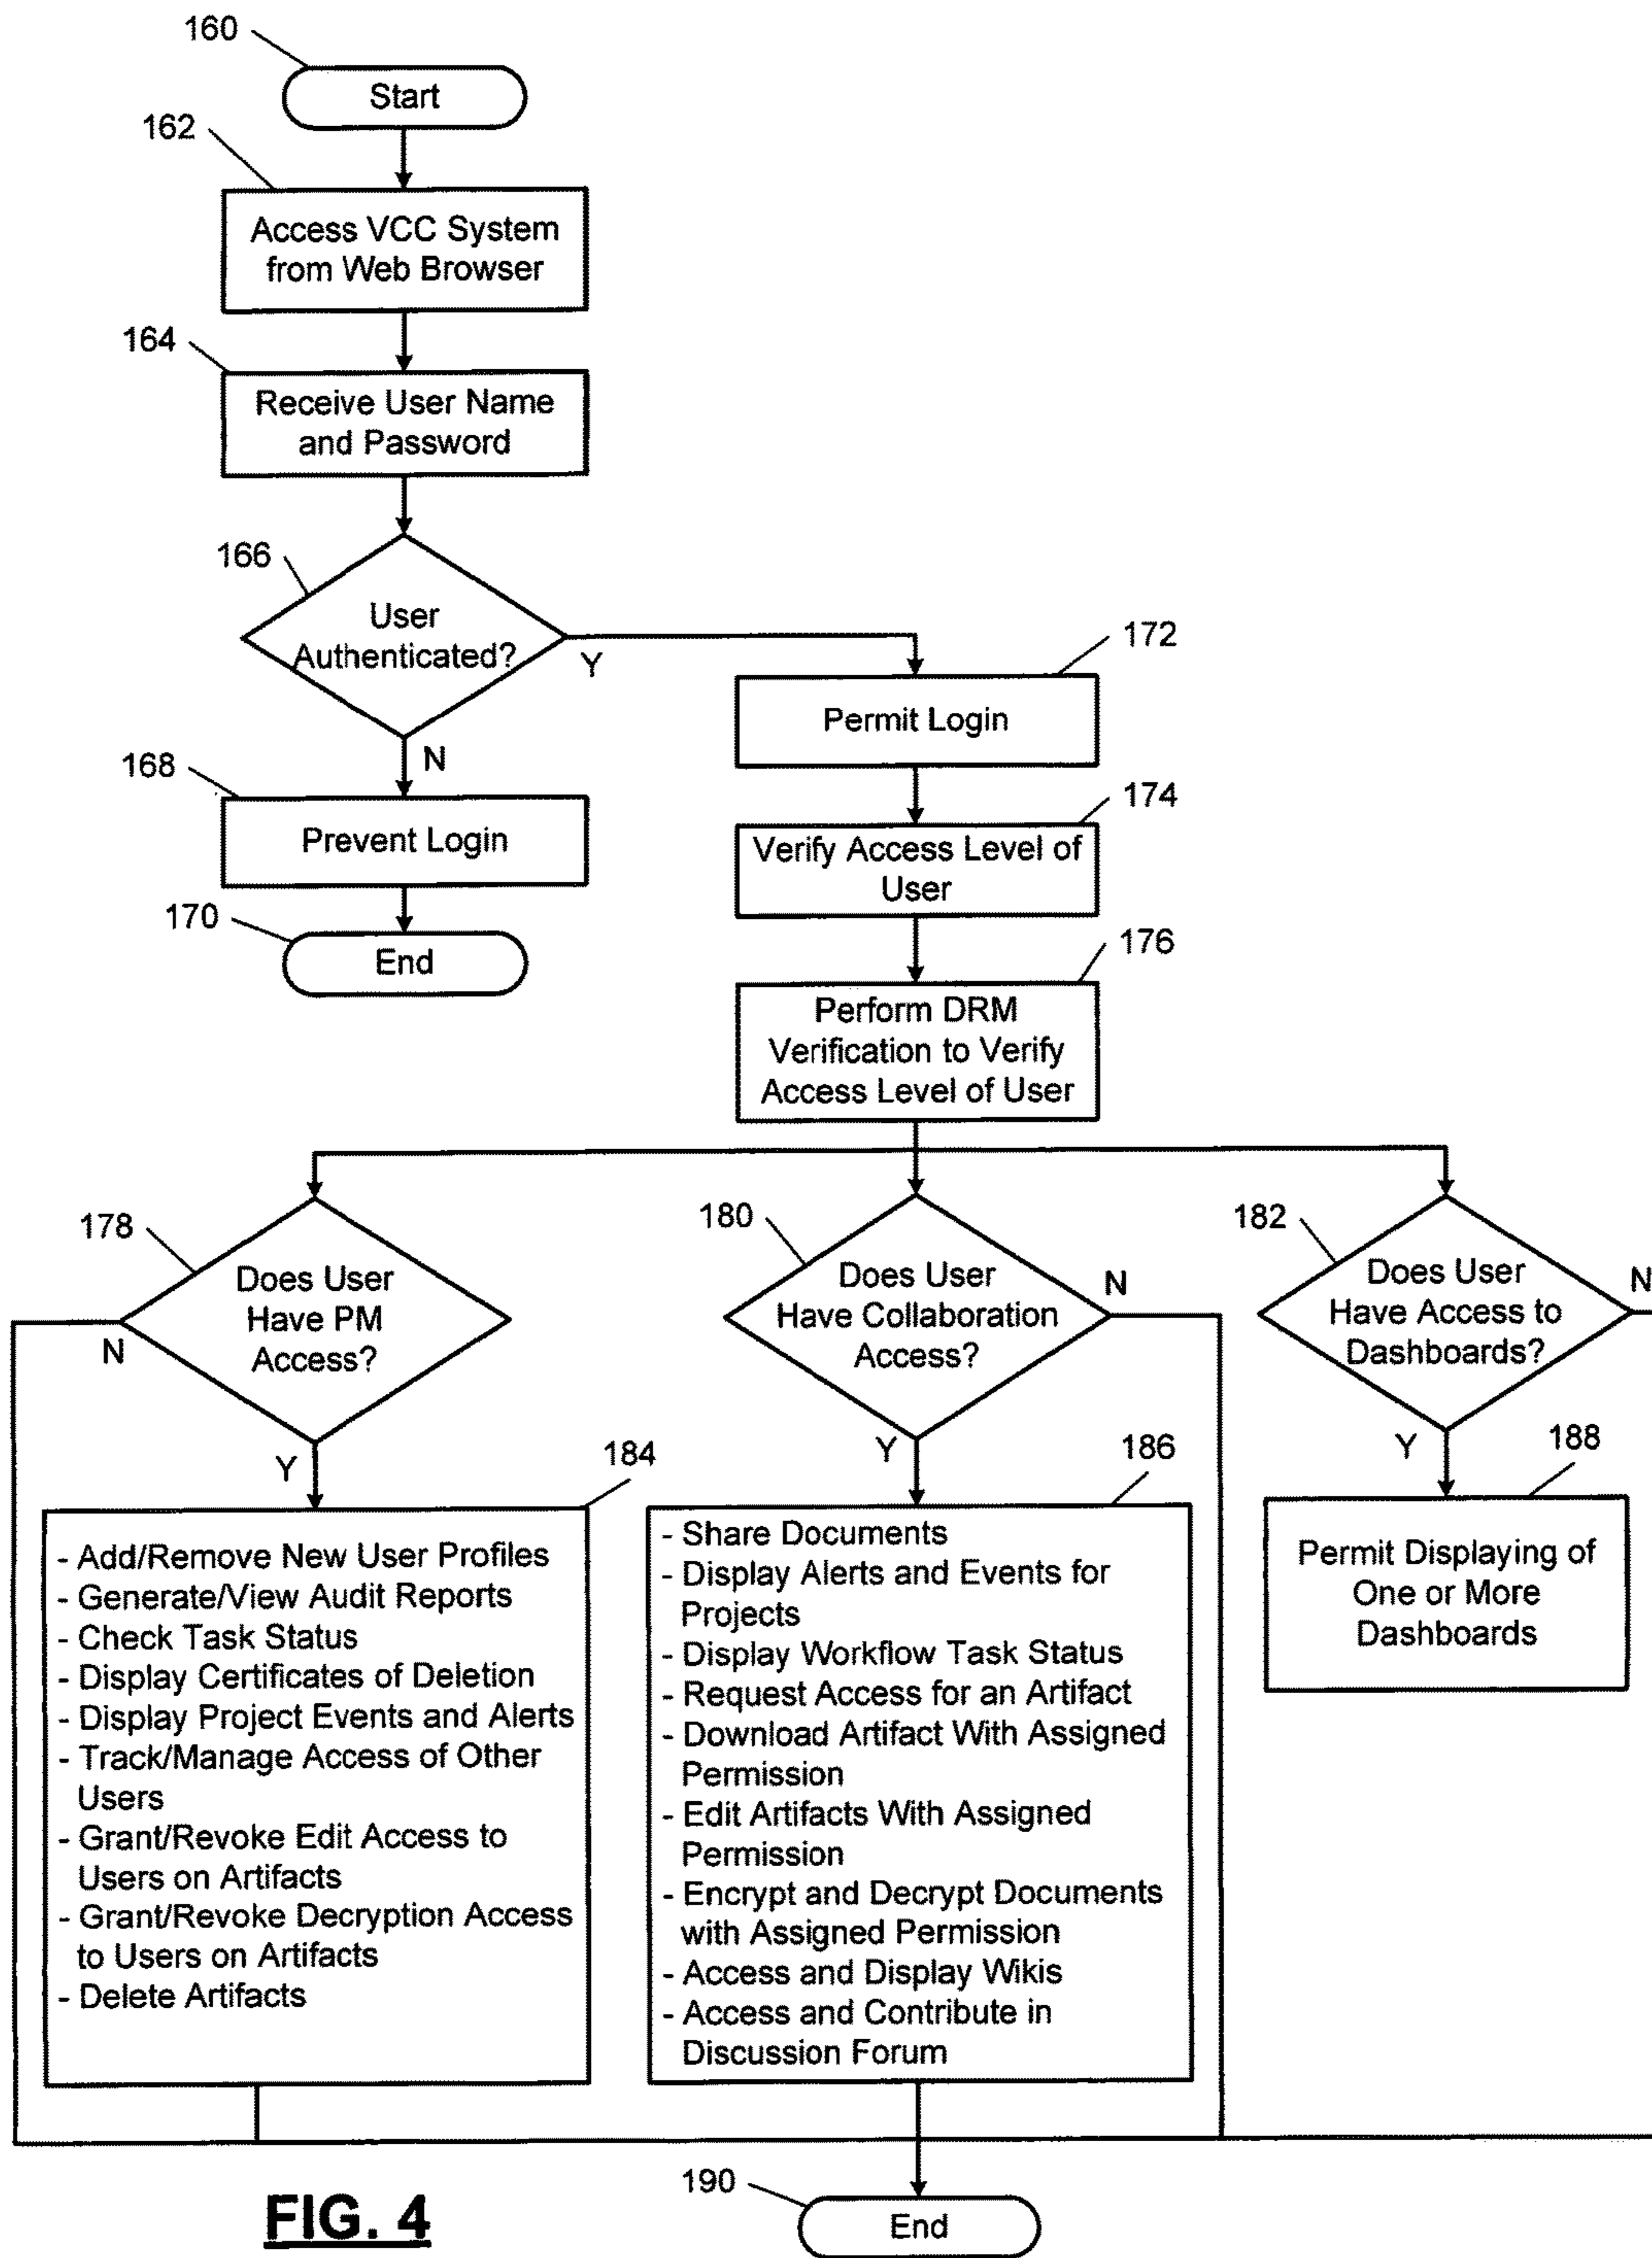 160
Start
162
Access VCC System
from Web Browser
164
Receive User Name
and Password
166
User
Authenticated?
Y
N
168
Prevent Login
170
End
172
Permit Login
174
Verify Access Level of
User
176
Perform DRM
Verification to Verify
Access Level of User
178
Does User
Have PM
Access?
N
Y
180
Does User
Have Collaboration
Access?
N
Y
182
Does User
Have Access to
Dashboards?
N
Y
184
- Add/Remove New User Profiles
- Generate/View Audit Reports
- Check Task Status
- Display Certificates of Deletion
- Display Project Events and Alerts
- Track/Manage Access of Other
Users
- Grant/Revoke Edit Access to
Users on Artifacts
- Grant/Revoke Decryption Access
to Users on Artifacts
- Delete Artifacts
186
- Share Documents
- Display Alerts and Events for
Projects
- Display Workflow Task Status
- Request Access for an Artifact
- Download Artifact With Assigned
Permission
- Edit Artifacts With Assigned
Permission
- Encrypt and Decrypt Documents
with Assigned Permission
- Access and Display Wikis
- Access and Contribute in
Discussion Forum
188
Permit Displaying of
One or More
Dashboards
190
End
FIG. 4